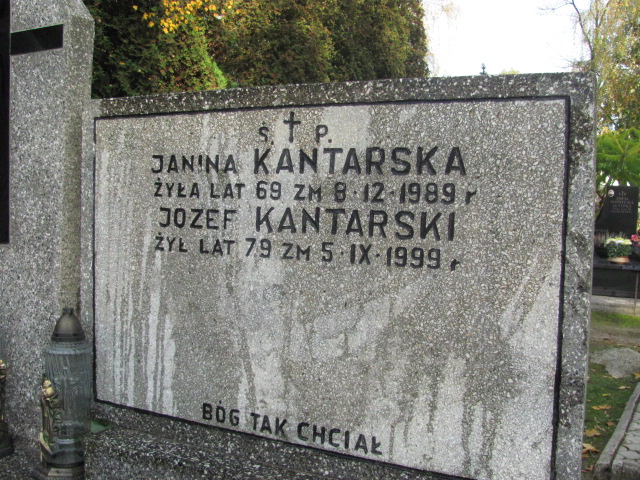 Ś. † P.
JANINA KANTARSKA
ŻYŁA LAT 69 ZM 8·12·1989 r
JOZEF KANTARSKI
ŻYŁ LAT 79 ZM 5·IX·1999 r
BÓG TAK CHCIAŁ